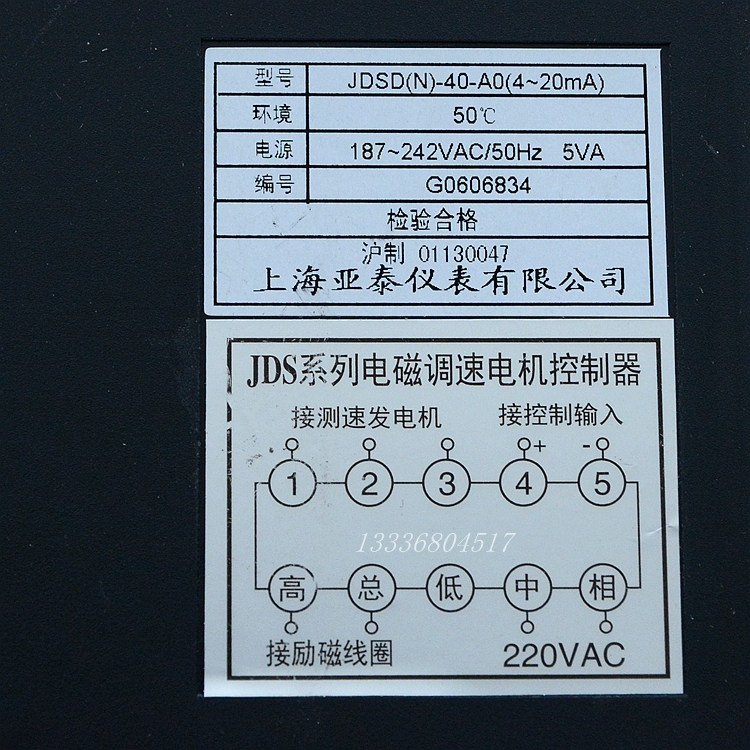 型号 JDSD(N)-40-A0(4~20mA)
环境 50℃
电源 187~242VAC/50Hz 5VA
编号 G0606834
检验合格
沪制 01130047
上海亚泰仪表有限公司
JDS系列电磁调速电机控制器
接测速发电机 接控制输入
+ -
1 2 3 4 5
13336804517
高 总 低 中 相
接励磁线圈 220VAC